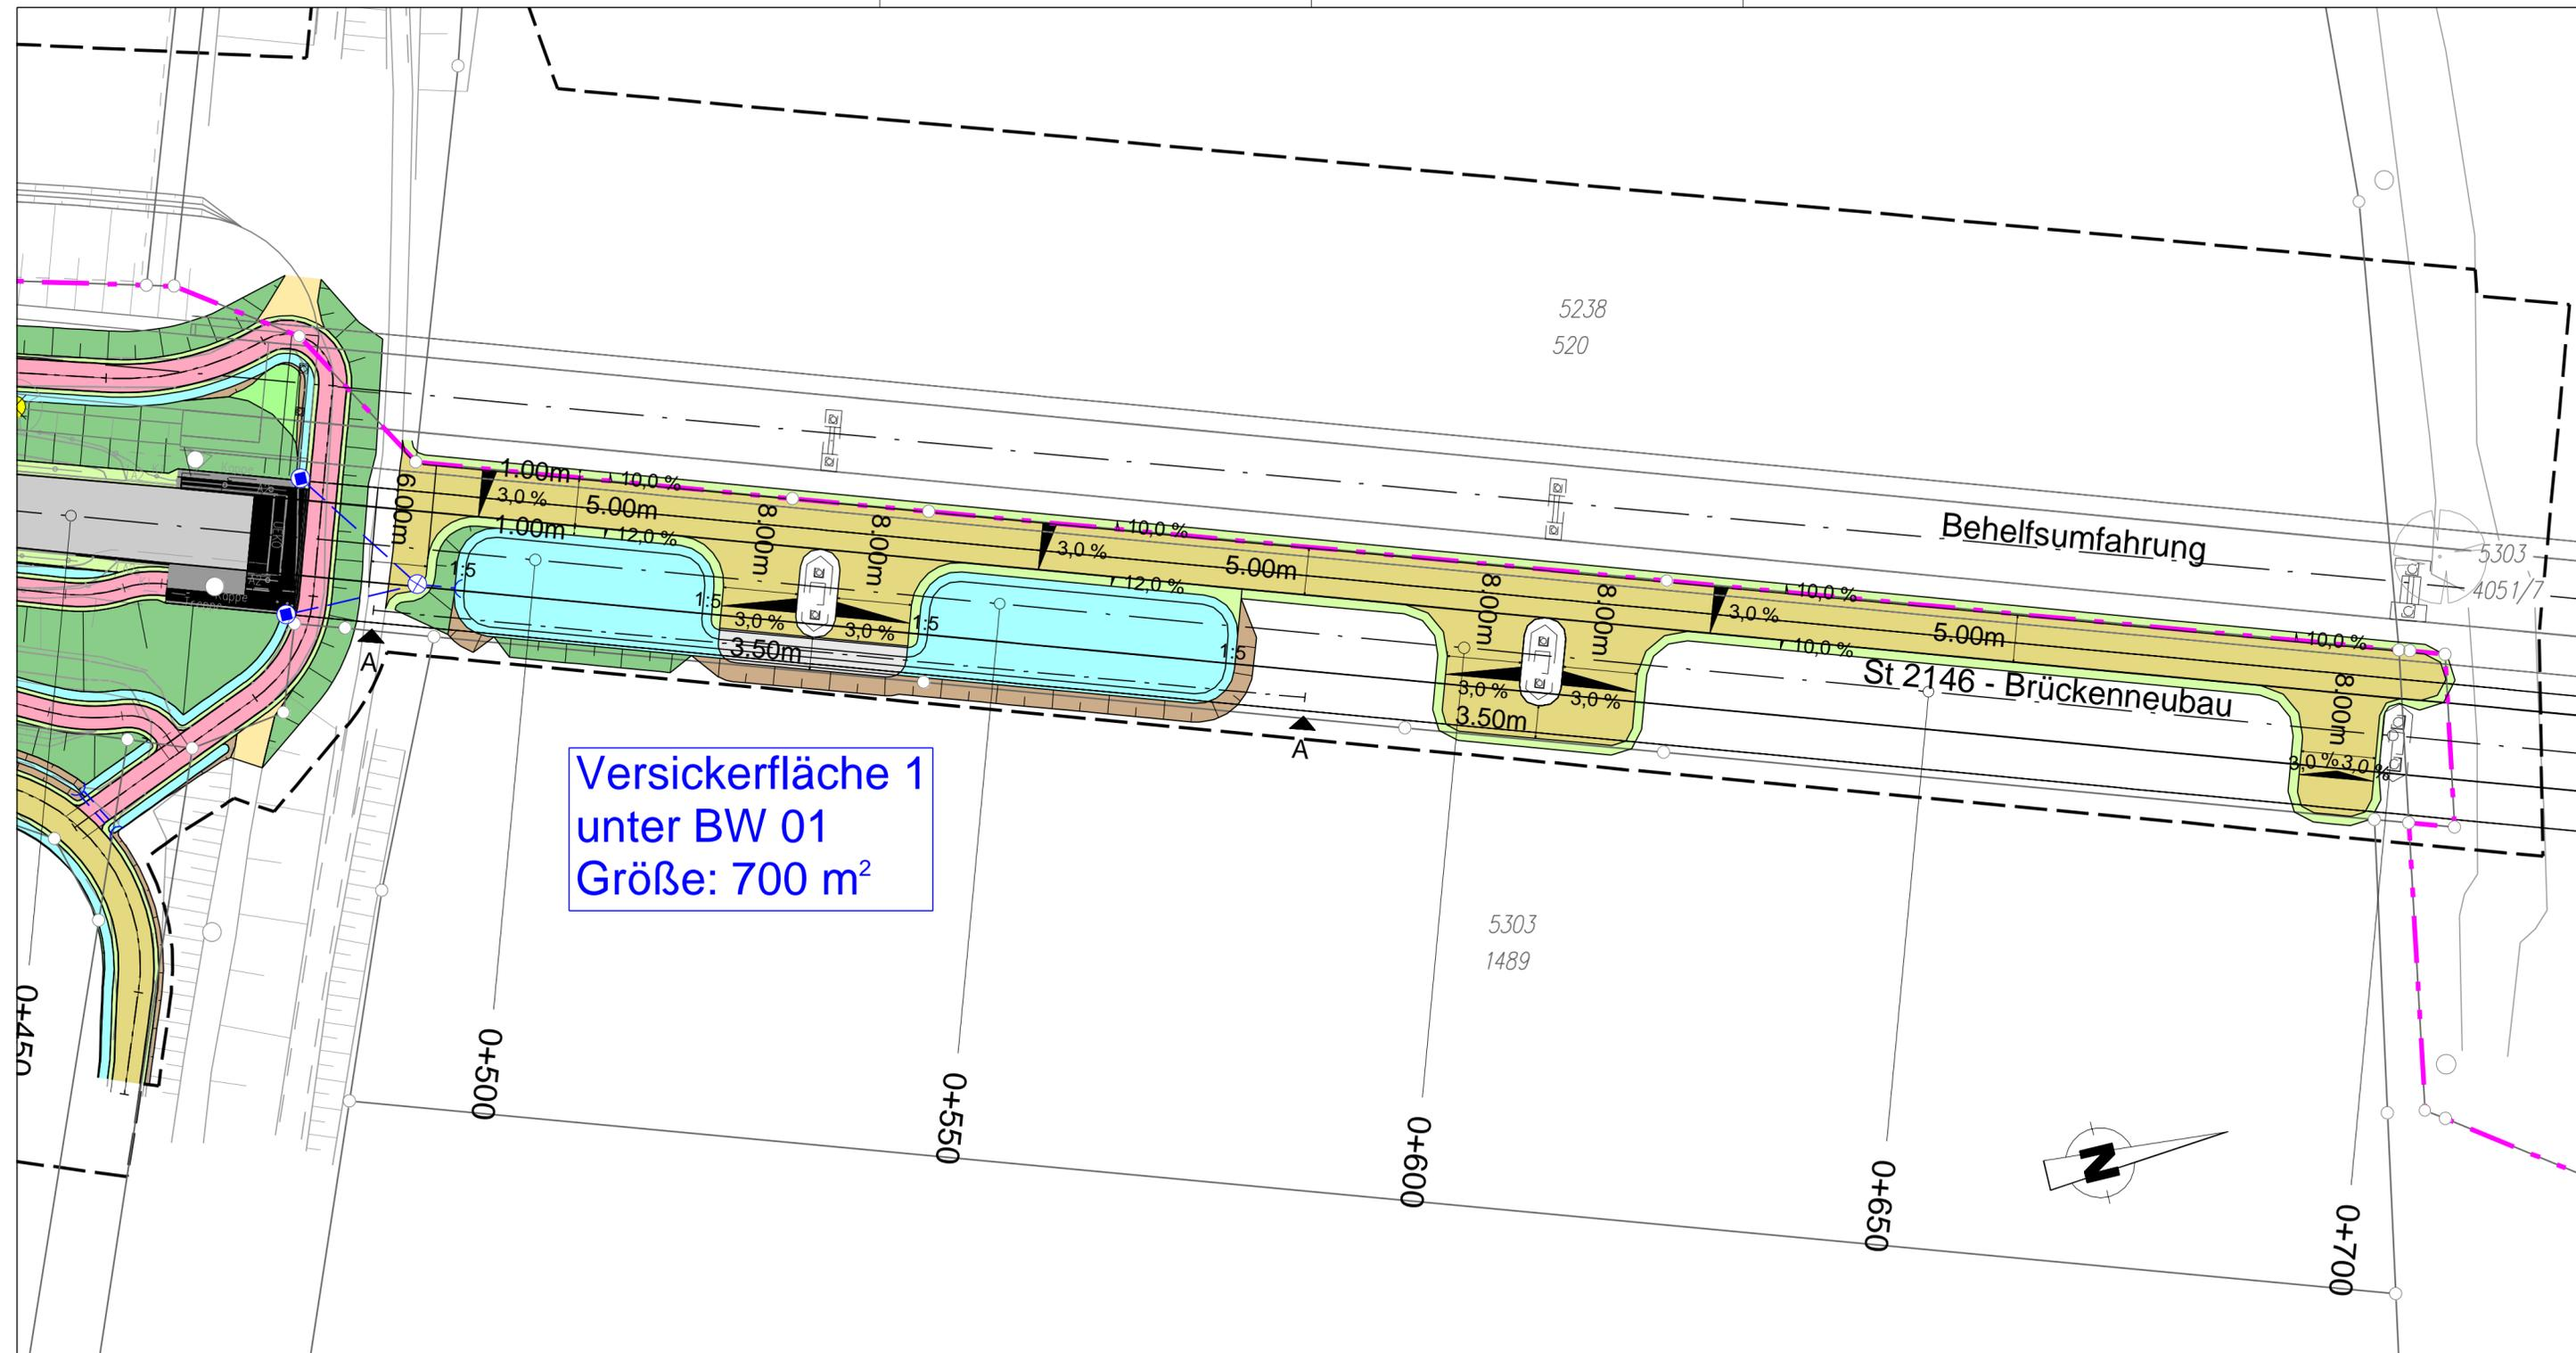 5238
520
1.00m
10,0 %
3,0 %
5.00m
6.00m
1.00m
12,0 %
8.00m
8.00m
10,0 %
3,0 %
5.00m
12,0 %
Behelfsumfahrung
5303
4051/7
1:5
1:5
3,0 %
3,0 %
1:5
3.50m
1:5
8.00m
8.00m
10,0 %
3,0 %
5.00m
10,0 %
10,0 %
St 2146 - Brückenneubau
3,0 %
3,0 %
3.50m
8.00m
3,0 %
3,0 %
A
A
ÜKO
Versickerfläche 1
unter BW 01
Größe: 700 m²
5303
1489
0+450
0+500
0+550
0+600
0+650
0+700
N